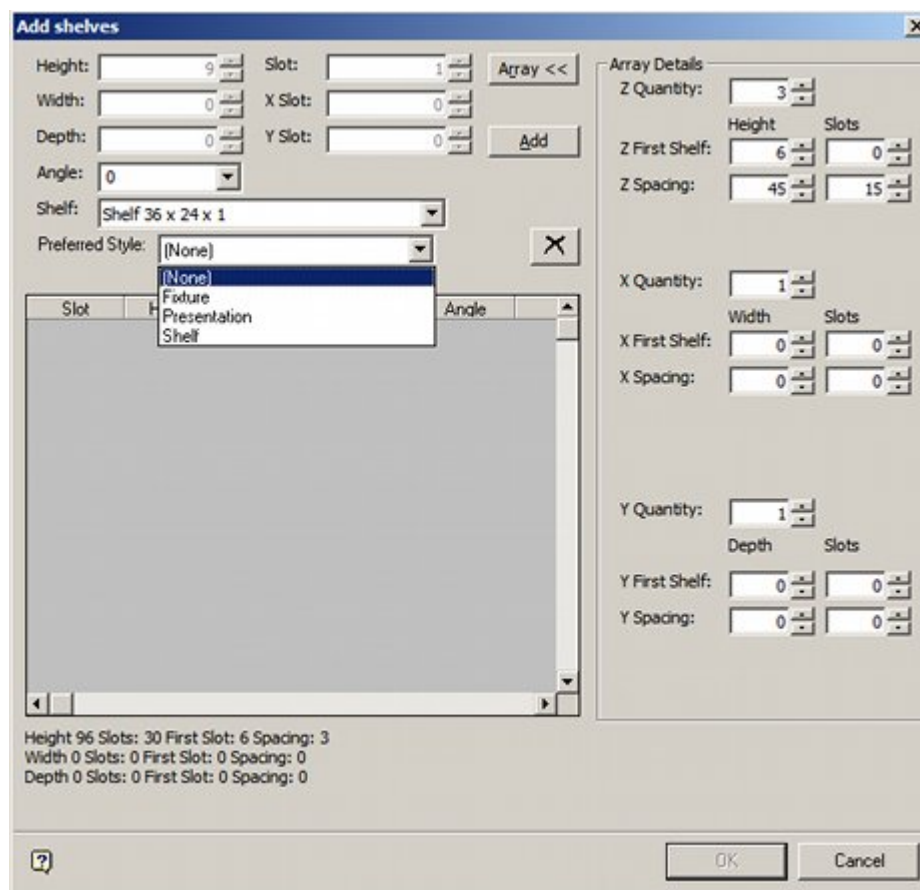 Add shelves
Height: 9 Slot: 1 Array <<
Width: 0 X Slot: 0
Depth: 0 Y Slot: 0 Add
Angle: 0
Shelf: Shelf 36 x 24 x 1
Preferred Style: (None)
(None)
Fixture
Presentation
Shelf
Slot H Angle
Height 96 Slots: 30 First Slot: 6 Spacing: 3
Width 0 Slots: 0 First Slot: 0 Spacing: 0
Depth 0 Slots: 0 First Slot: 0 Spacing: 0
Array Details
Z Quantity: 3
Height Slots
Z First Shelf: 6 0
Z Spacing: 45 15
X Quantity: 1
Width Slots
X First Shelf: 0 0
X Spacing: 0 0
Y Quantity: 1
Depth Slots
Y First Shelf: 0 0
Y Spacing: 0 0
OK Cancel